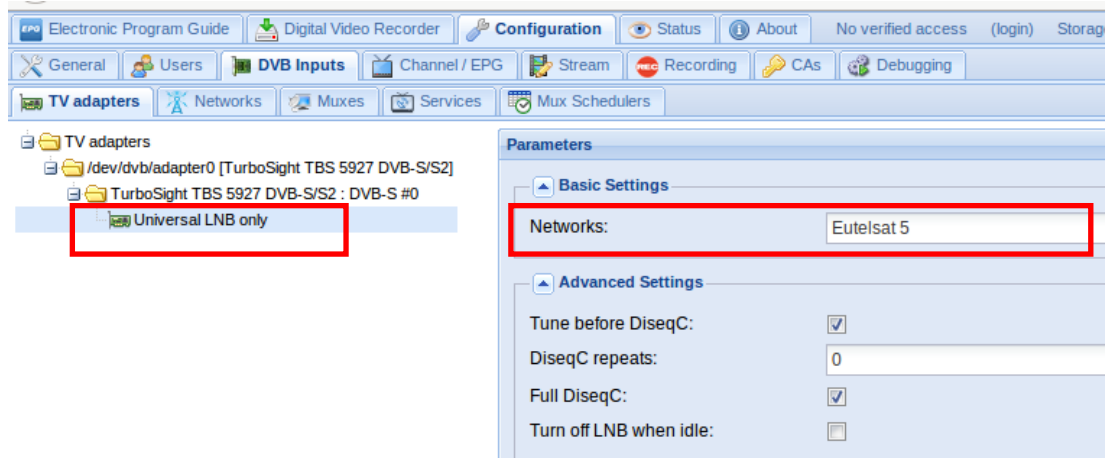 EPG Electronic Program Guide Digital Video Recorder Configuration Status About No verified access (login) Storag
General Users DVB Inputs Channel / EPG Stream REC Recording CAs Debugging
TV adapters Networks Muxes Services Mux Schedulers
TV adapters
/dev/dvb/adapter0 [TurboSight TBS 5927 DVB-S/S2]
TurboSight TBS 5927 DVB-S/S2 : DVB-S #0
Universal LNB only
Parameters
Basic Settings
Networks: Eutelsat 5
Advanced Settings
Tune before DiseqC:
DiseqC repeats: 0
Full DiseqC:
Turn off LNB when idle: